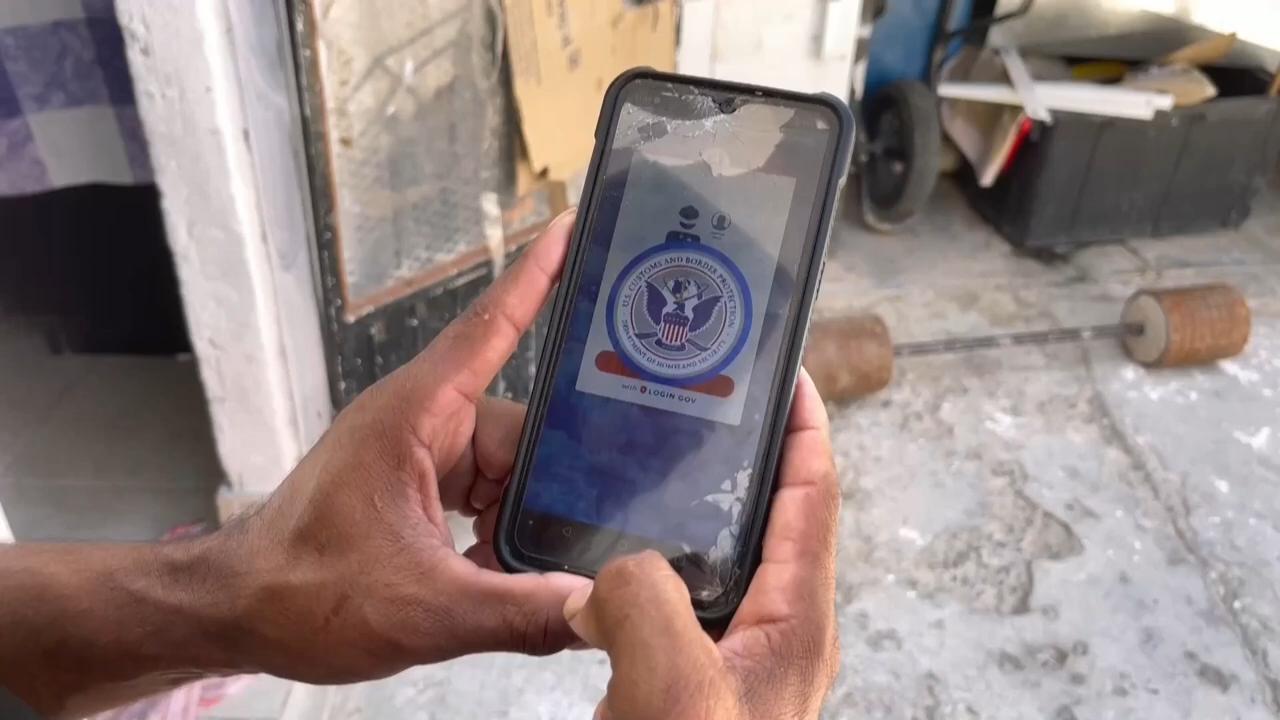 U.S. CUSTOMS AND BORDER PROTECTION
DEPARTMENT OF HOMELAND SECURITY
with LOGIN GOV